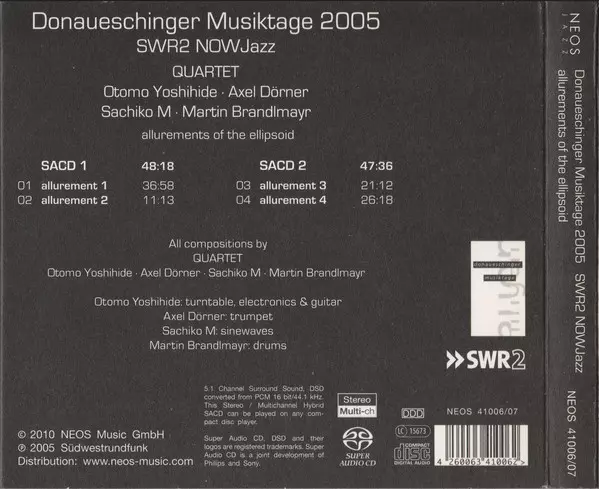 Donaueschinger Musiktage 2005
SWR2 NOWJazz
QUARTET
Otomo Yoshihide · Axel Dörner
Sachiko M · Martin Brandlmayr
allurements of the ellipsoid
SACD 1 48:18
01 allurement 1 36:58
02 allurement 2 11:13
SACD 2 47:36
03 allurement 3 21:12
04 allurement 4 26:18
All compositions by
QUARTET
Otomo Yoshihide · Axel Dörner · Sachiko M · Martin Brandlmayr
Otomo Yoshihide: turntable, electronics & guitar
Axel Dörner: trumpet
Sachiko M: sinewaves
Martin Brandlmayr: drums
donaueschinger
musiktage
SWR2
5.1 Channel Surround Sound, DSD
converted from PCM 16 bit/44.1 kHz.
This Stereo / Multichannel Hybrid
SACD can be played on any com-
pact disc player.
Super Audio CD, DSD and their
logos are registered trademarks. Super
Audio CD is a joint development of
Philips and Sony.
Stereo
Multi-ch
SUPER AUDIO CD
DDD
LC 15673
COMPACT
disc
DIGITAL AUDIO
NEOS 41006/07
4 260063 410062
© 2010 NEOS Music GmbH
℗ 2005 Südwestrundfunk
Distribution: www.neos-music.com
NEOS
JAZZ
Donaueschinger Musiktage 2005 SWR2 NOWJazz
allurements of the ellipsoid
NEOS 41006/07